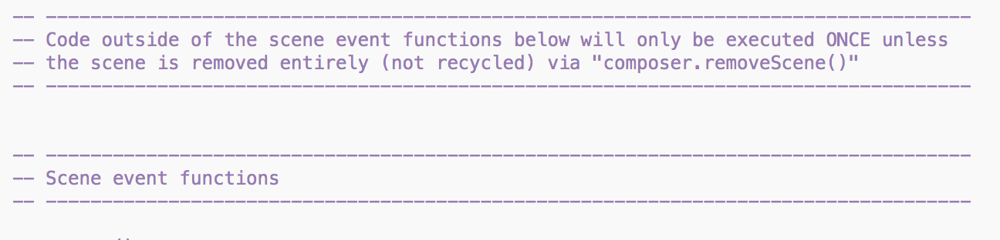 -- -----------------------------------------------------------------------------------
-- Code outside of the scene event functions below will only be executed ONCE unless
-- the scene is removed entirely (not recycled) via "composer.removeScene()"
-- -----------------------------------------------------------------------------------
-- -----------------------------------------------------------------------------------
-- Scene event functions
-- -----------------------------------------------------------------------------------